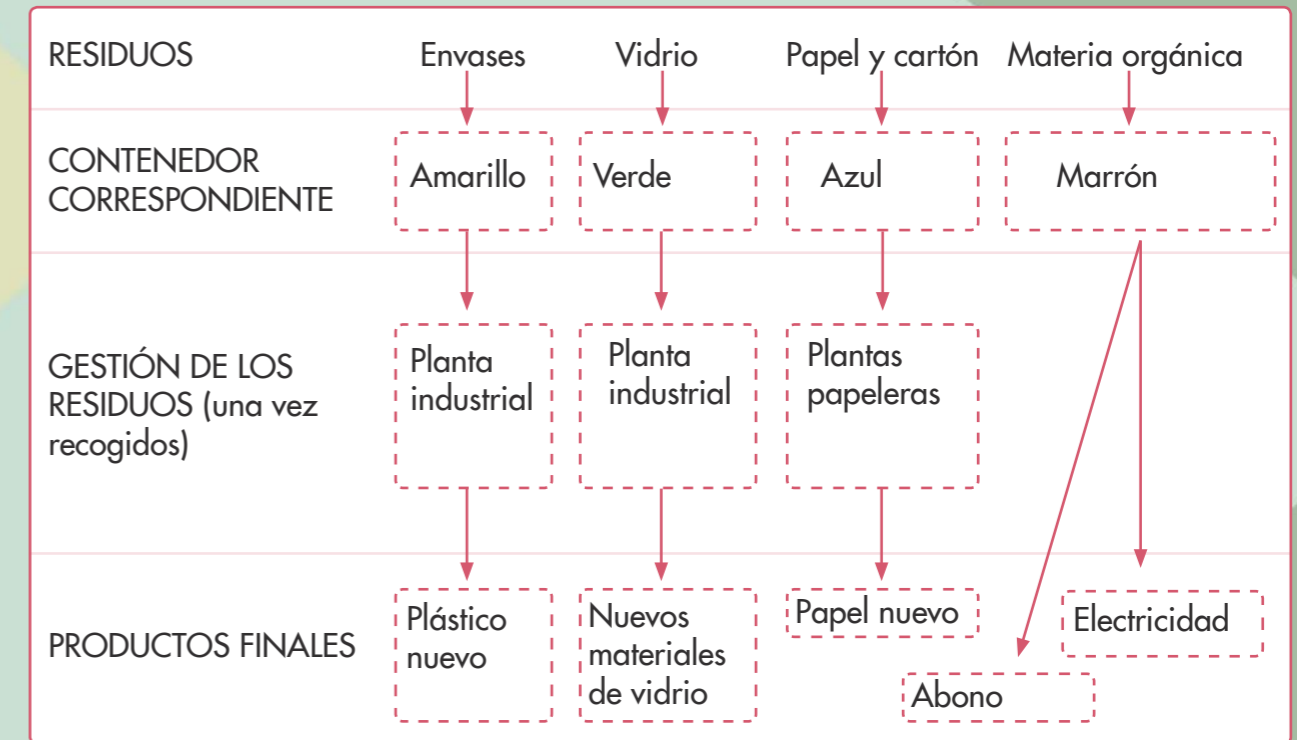 RESIDUOS
Envases
Vidrio
Papel y cartón
Materia orgánica
CONTENEDOR
CORRESPONDIENTE
Amarillo
Verde
Azul
Marrón
GESTIÓN DE LOS
RESIDUOS (una vez
recogidos)
Planta
industrial
Planta
industrial
Plantas
papeleras
PRODUCTOS FINALES
Plástico
nuevo
Nuevos
materiales
de vidrio
Papel nuevo
Abono
Electricidad